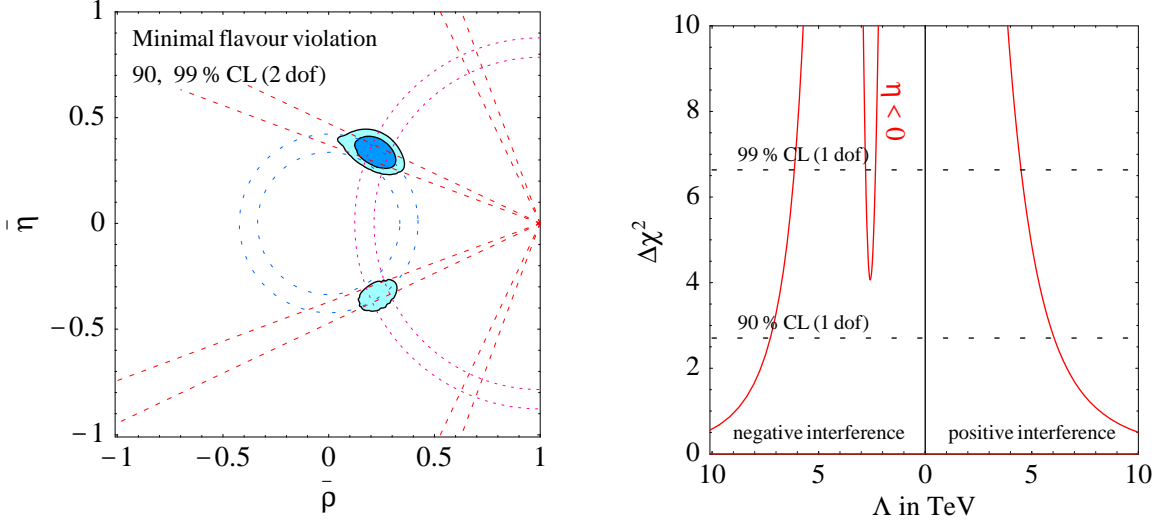 Minimal flavour violation
90, 99 % CL (2 dof)
1
0.5
0
−0.5
−1
−1
−0.5
0
0.5
1
η̄
ρ̄
10
8
6
4
2
0
η < 0
99 % CL (1 dof)
90 % CL (1 dof)
negative interference
positive interference
10
5
0
5
10
Δχ²
Λ in TeV